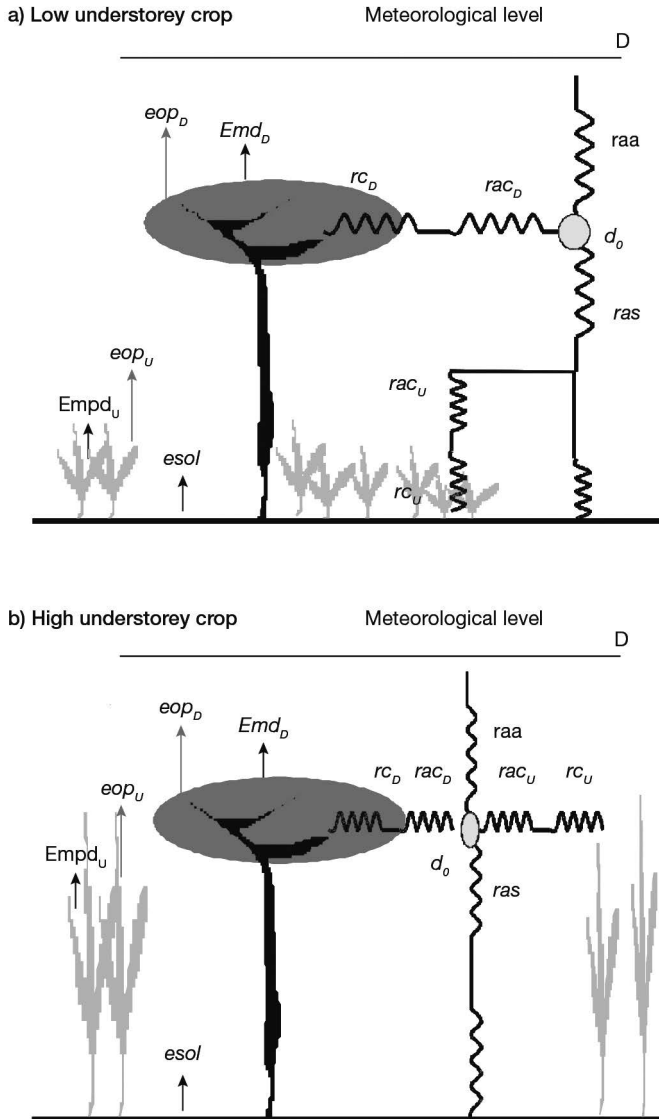 a) Low understorey crop Meteorological level
D
eop_D
Emd_D
rc_D
rac_D
raa
d_0
ras
eop_U
Empd_U
rac_U
esol
rc_U
b) High understorey crop Meteorological level
D
eop_D
Emd_D
raa
rc_D rac_D rac_U rc_U
eop_U
Empd_U
d_0
ras
esol